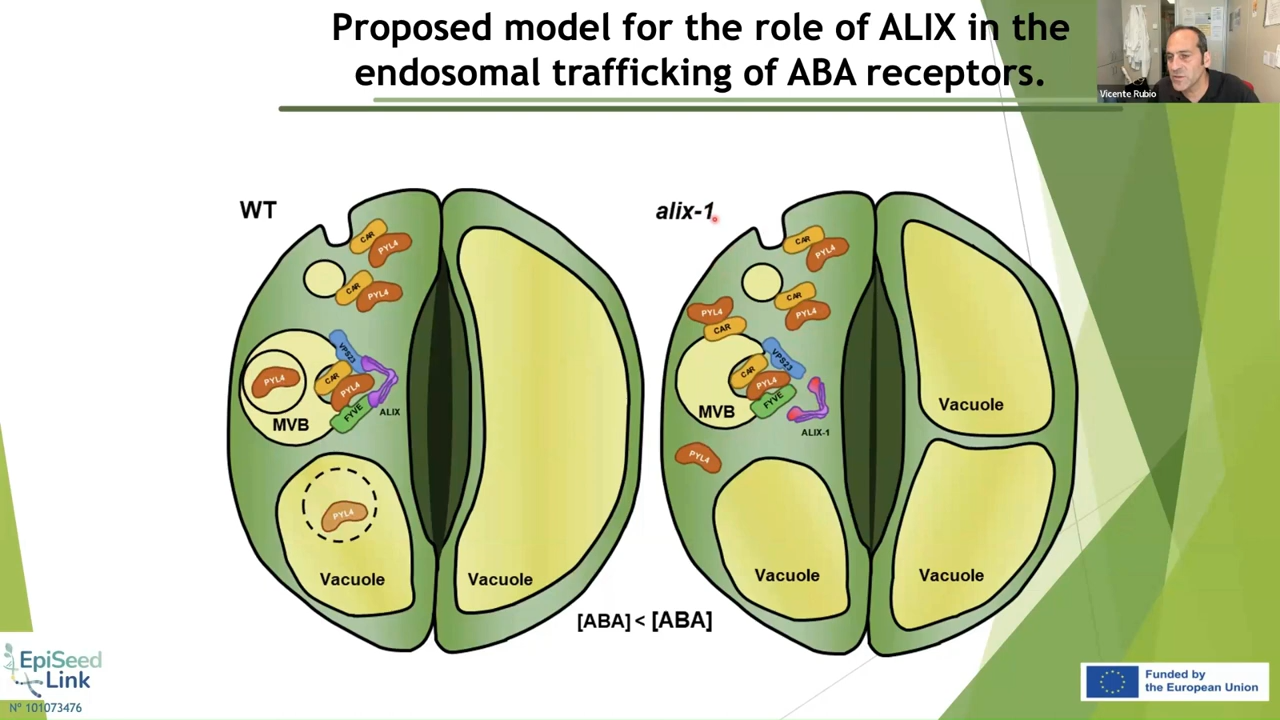 Proposed model for the role of ALIX in the
endosomal trafficking of ABA receptors.
Vicente Rubio
WT
CAR
PYL4
CAR
PYL4
VPS23
CAR
PYL4
PYL4
FYVE
ALIX
MVB
PYL4
Vacuole
Vacuole
alix-1
CAR
PYL4
CAR
PYL4
PYL4
CAR
VPS23
CAR
PYL4
FYVE
MVB
ALIX-1
PYL4
Vacuole
Vacuole
Vacuole
[ABA] < [ABA]
EpiSeed
Link
Nº 101073476
Funded by
the European Union